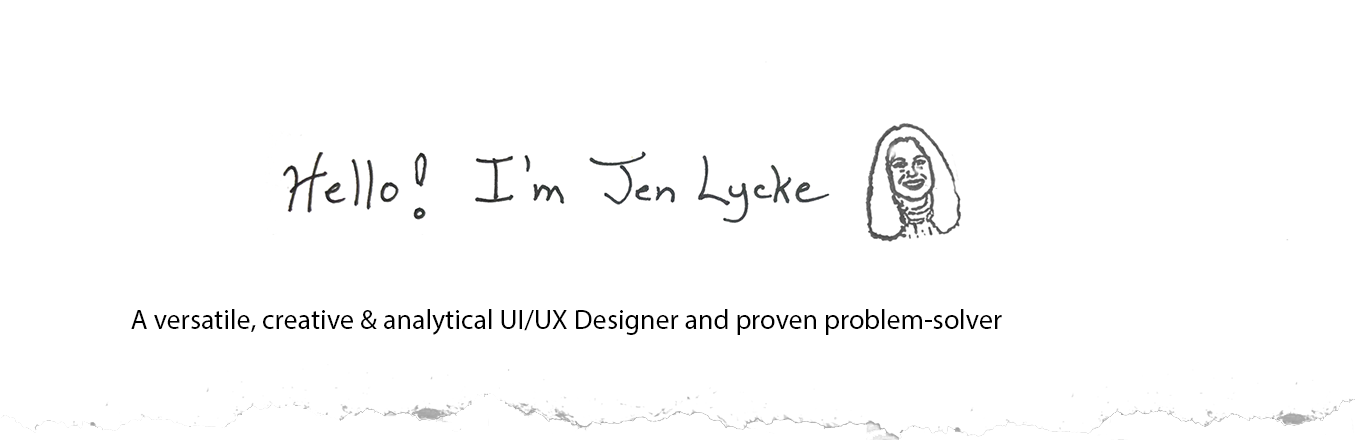 Hello! I'm Jen Lycke
A versatile, creative & analytical UI/UX Designer and proven problem-solver